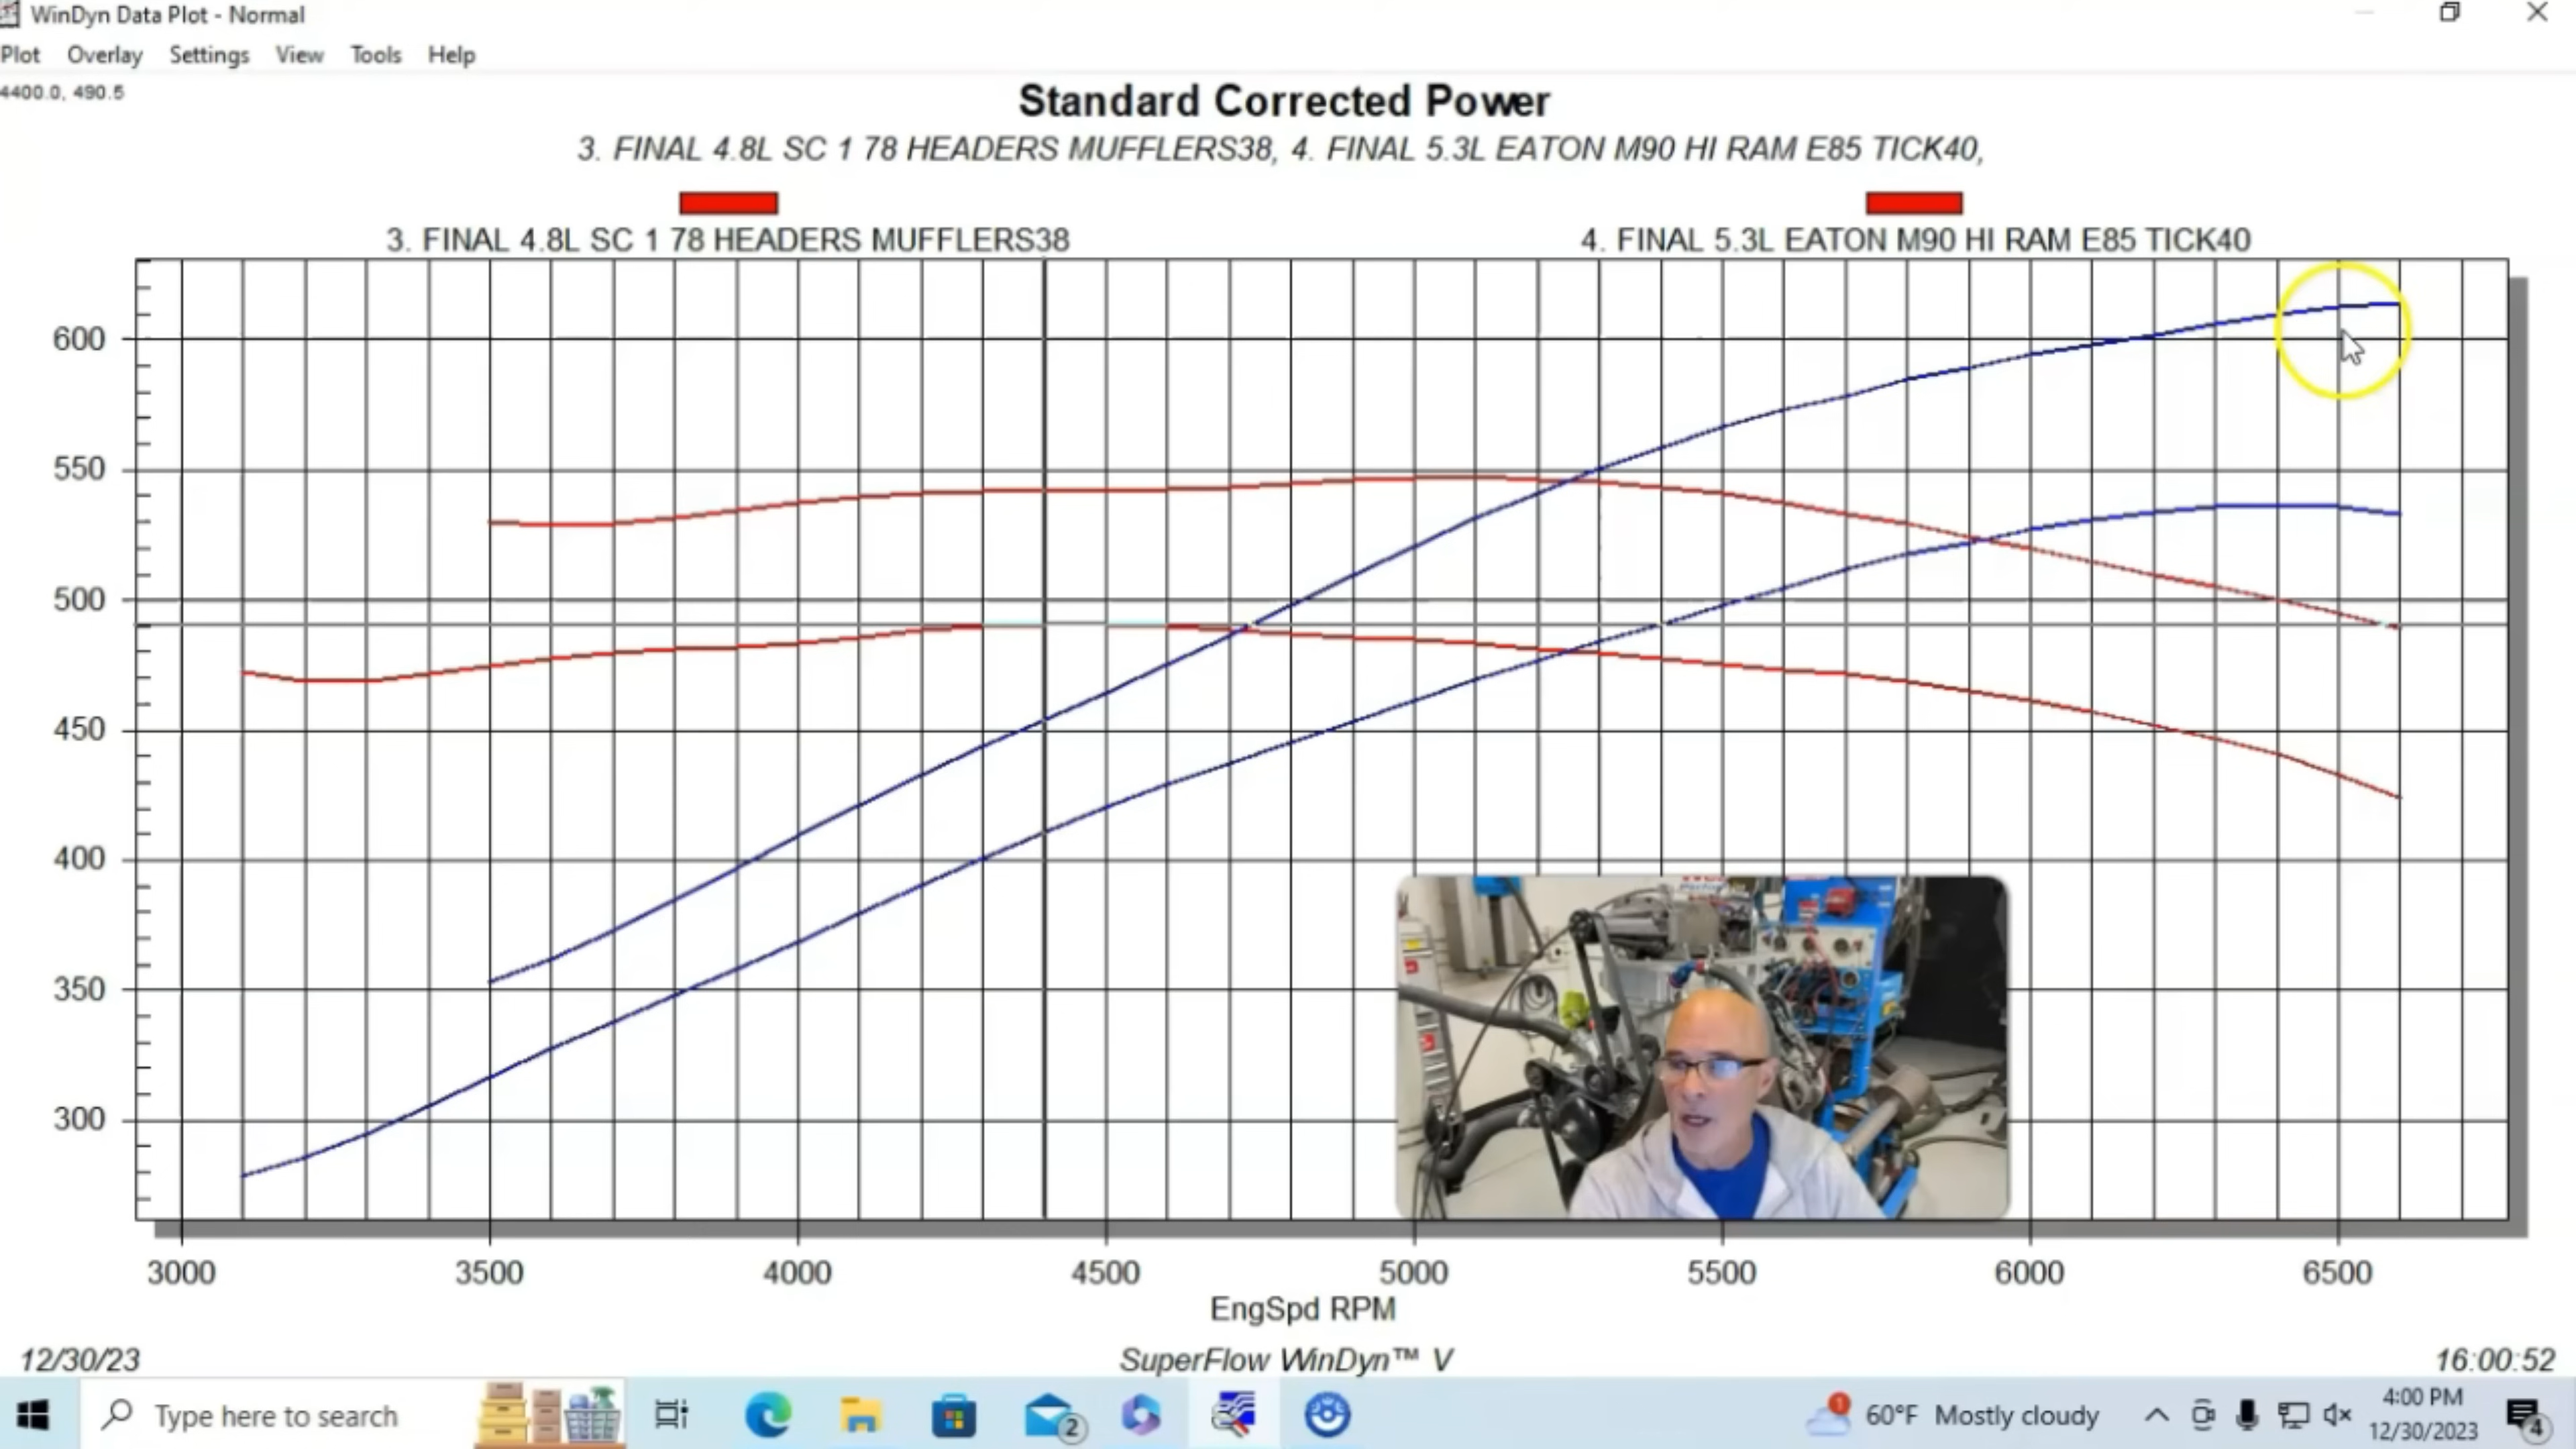 WinDyn Data Plot - Normal
Plot Overlay Settings View Tools Help
4400.0, 490.5
Standard Corrected Power
3. FINAL 4.8L SC 1 78 HEADERS MUFFLERS38, 4. FINAL 5.3L EATON M90 HI RAM E85 TICK40,
3. FINAL 4.8L SC 1 78 HEADERS MUFFLERS38
4. FINAL 5.3L EATON M90 HI RAM E85 TICK40
600
550
500
450
400
350
300
3000 3500 4000 4500 5000 5500 6000 6500
EngSpd RPM
12/30/23 SuperFlow WinDyn™ V 16:00:52
Type here to search
2
1
60°F Mostly cloudy
4:00 PM
12/30/2023
4